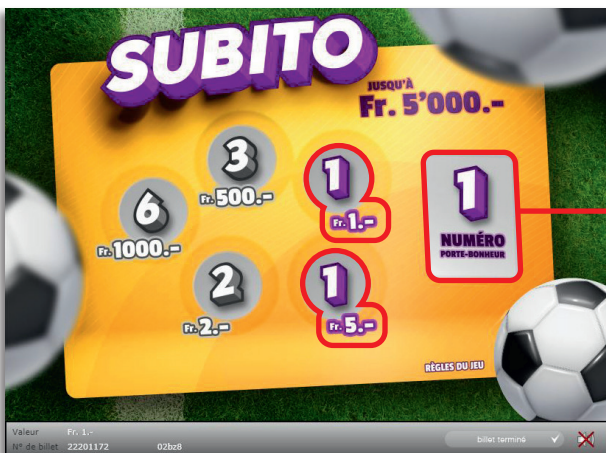 SUBITO
JUSQU'À
Fr. 5'000.-
3
Fr. 500.-
1
Fr. 1.-
6
Fr. 1000.-
1
NUMÉRO
PORTE-BONHEUR
2
Fr. 2.-
1
Fr. 5.-
RÈGLES DU JEU
Valeur Fr. 1.-
N° de billet 22201172 02bz8
billet terminé